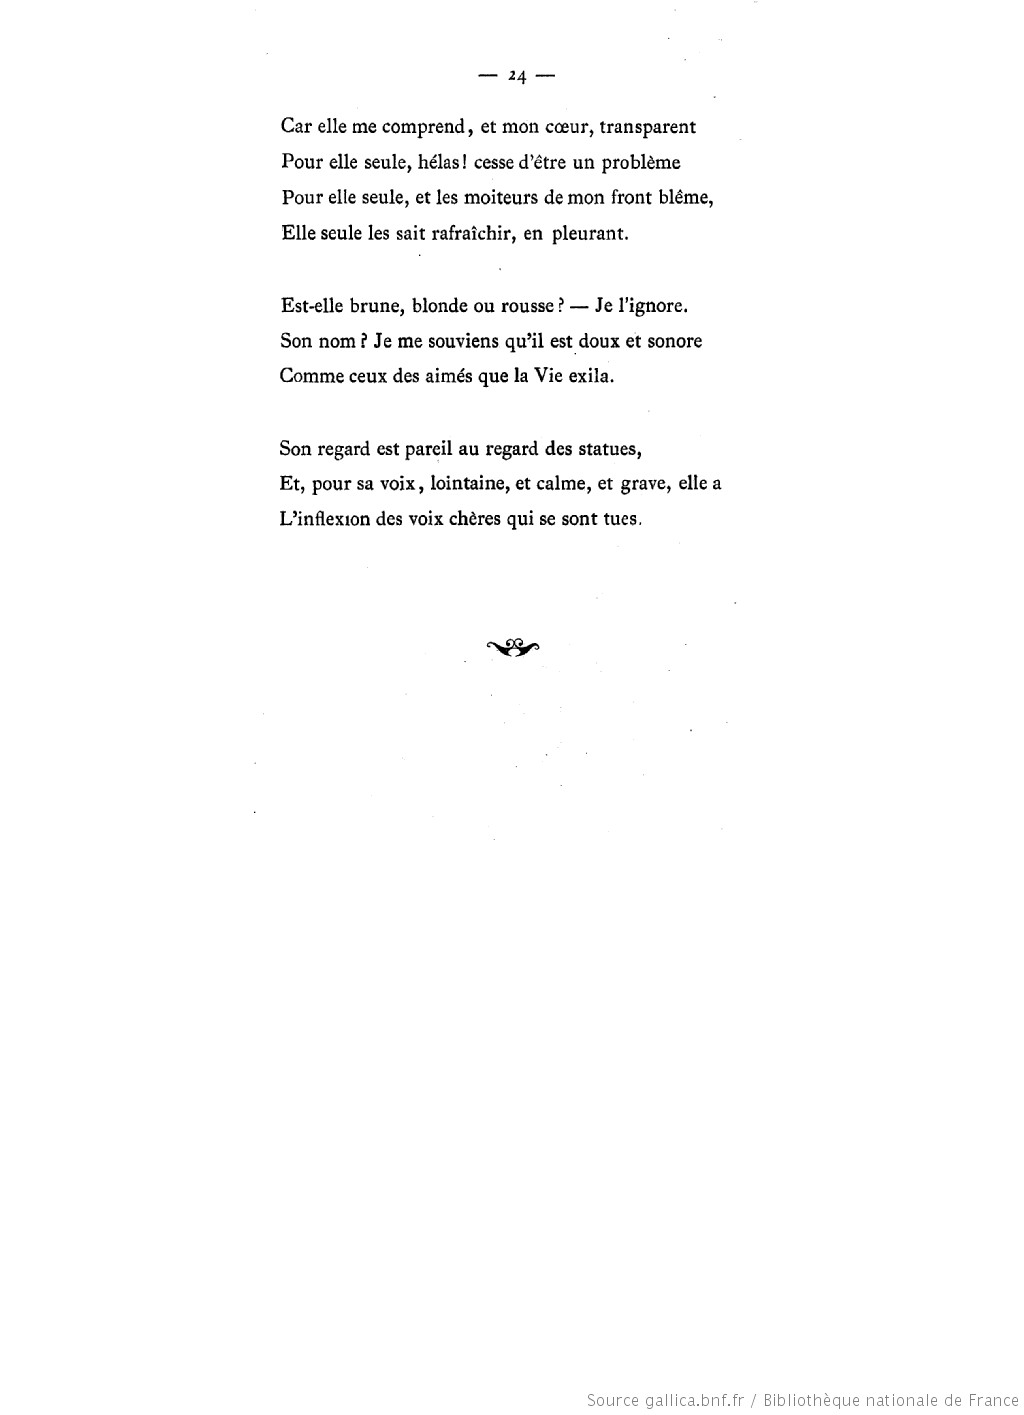 — 24 —
Car elle me comprend, et mon cœur, transparent
Pour elle seule, hélas! cesse d'être un problème
Pour elle seule, et les moiteurs de mon front blême,
Elle seule les sait rafraîchir, en pleurant.
Est-elle brune, blonde ou rousse? — Je l'ignore.
Son nom? Je me souviens qu'il est doux et sonore
Comme ceux des aimés que la Vie exila.
Son regard est pareil au regard des statues,
Et, pour sa voix, lointaine, et calme, et grave, elle a
L'inflexion des voix chères qui se sont tues.
Source gallica.bnf.fr / Bibliothèque nationale de France